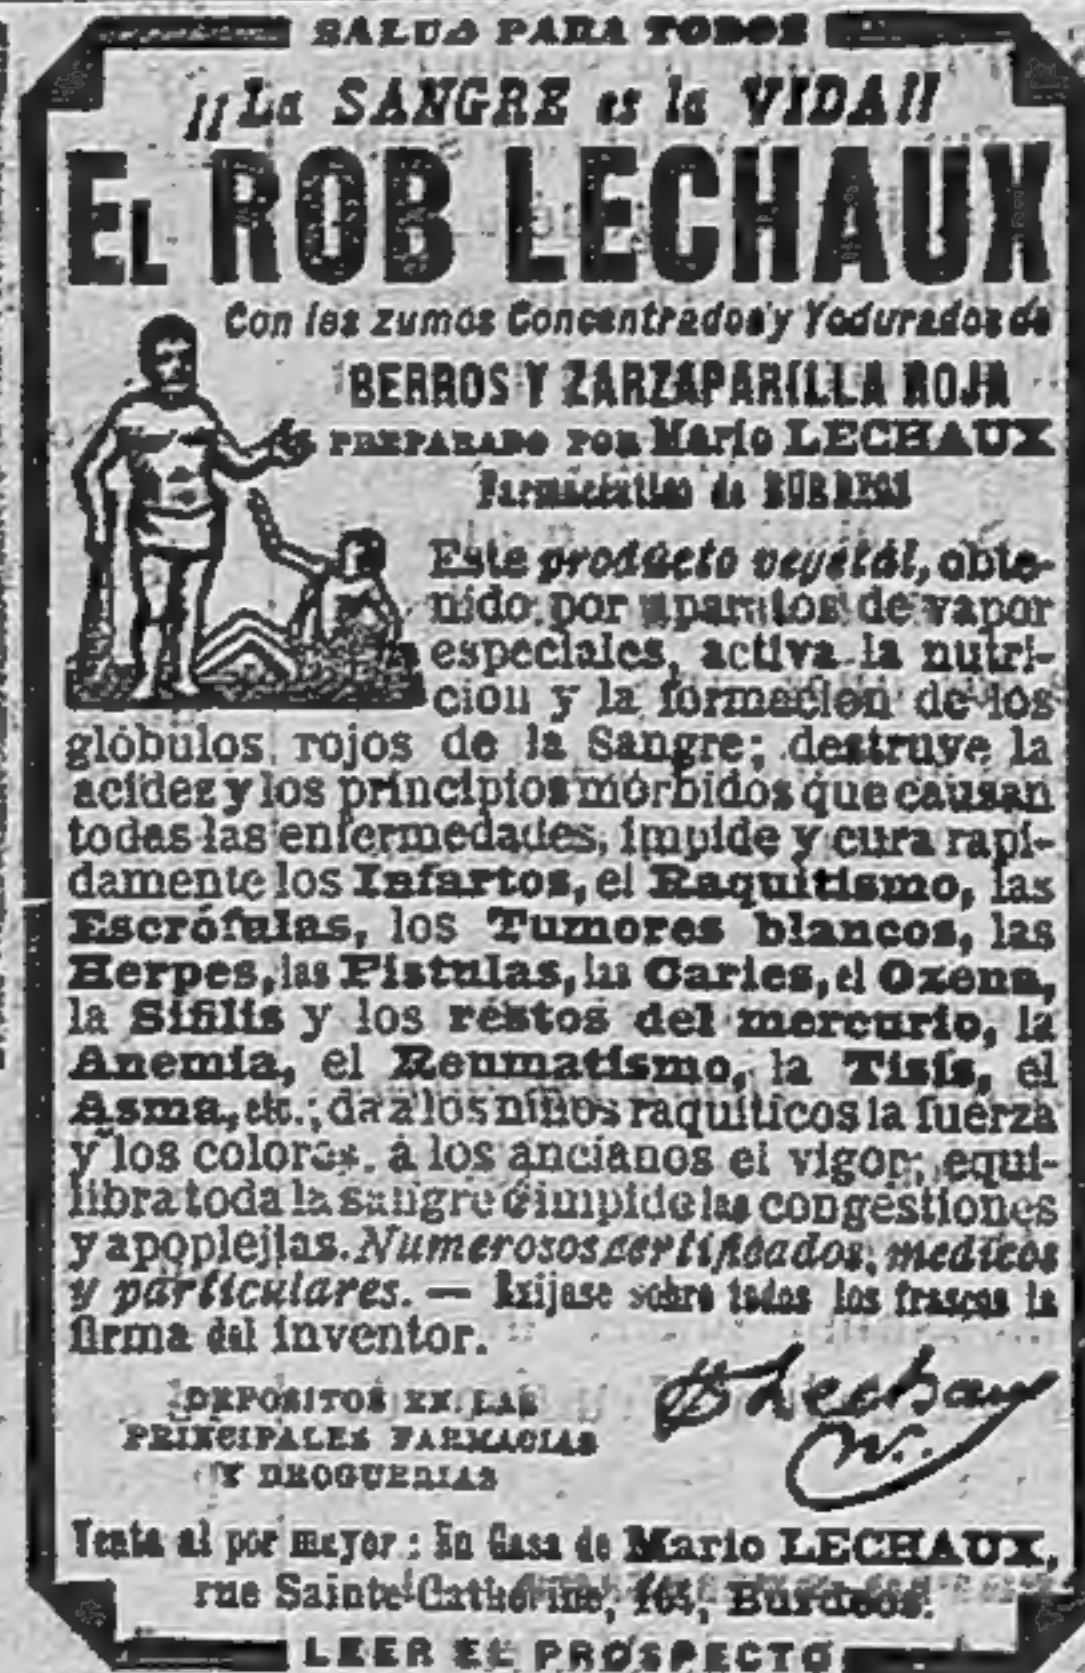 SALUD PARA TODOS
¡¡La SANGRE es la VIDA!!
EL ROB LECHAUX
Con los zumos Concentrados y Yodurados de
BERROS Y ZARZAPARILLA ROJA
PREPARADO POR Mario LECHAUX
Farmacéutico de BURDEOS
Este producto vegetál, obte-
nido por aparatos de vapor
especiales, activa la nutri-
cion y la formacion de los
glóbulos rojos de la Sangre; destruye la
acidez y los principios mórbidos que causan
todas las enfermedades, impide y cura rapi-
damente los Infartos, el Raquitismo, las
Escrófulas, los Tumores blancos, las
Herpes, las Fistulas, las Caries, el Ozena,
la Sifilis y los restos del mercurio, la
Anemia, el Reumatismo, la Tisis, el
Asma, etc.; da á los niños raquíticos la fuerza
y los colores, á los ancianos el vigor; equi-
libra toda la sangre é impide las congestiones
y apoplejias. Numerosos certificados, medicos
y particulares. — Exijase sobre todos los frascos la
firma del inventor.
DEPOSITOS EN LAS
PRINCIPALES FARMACIAS
Y DROGUERIAS
Lechaux
Venta al por mayor: En Casa de Mario LECHAUX,
rue Sainte-Catherine, 164, Burdeos.
LEER EL PROSPECTO